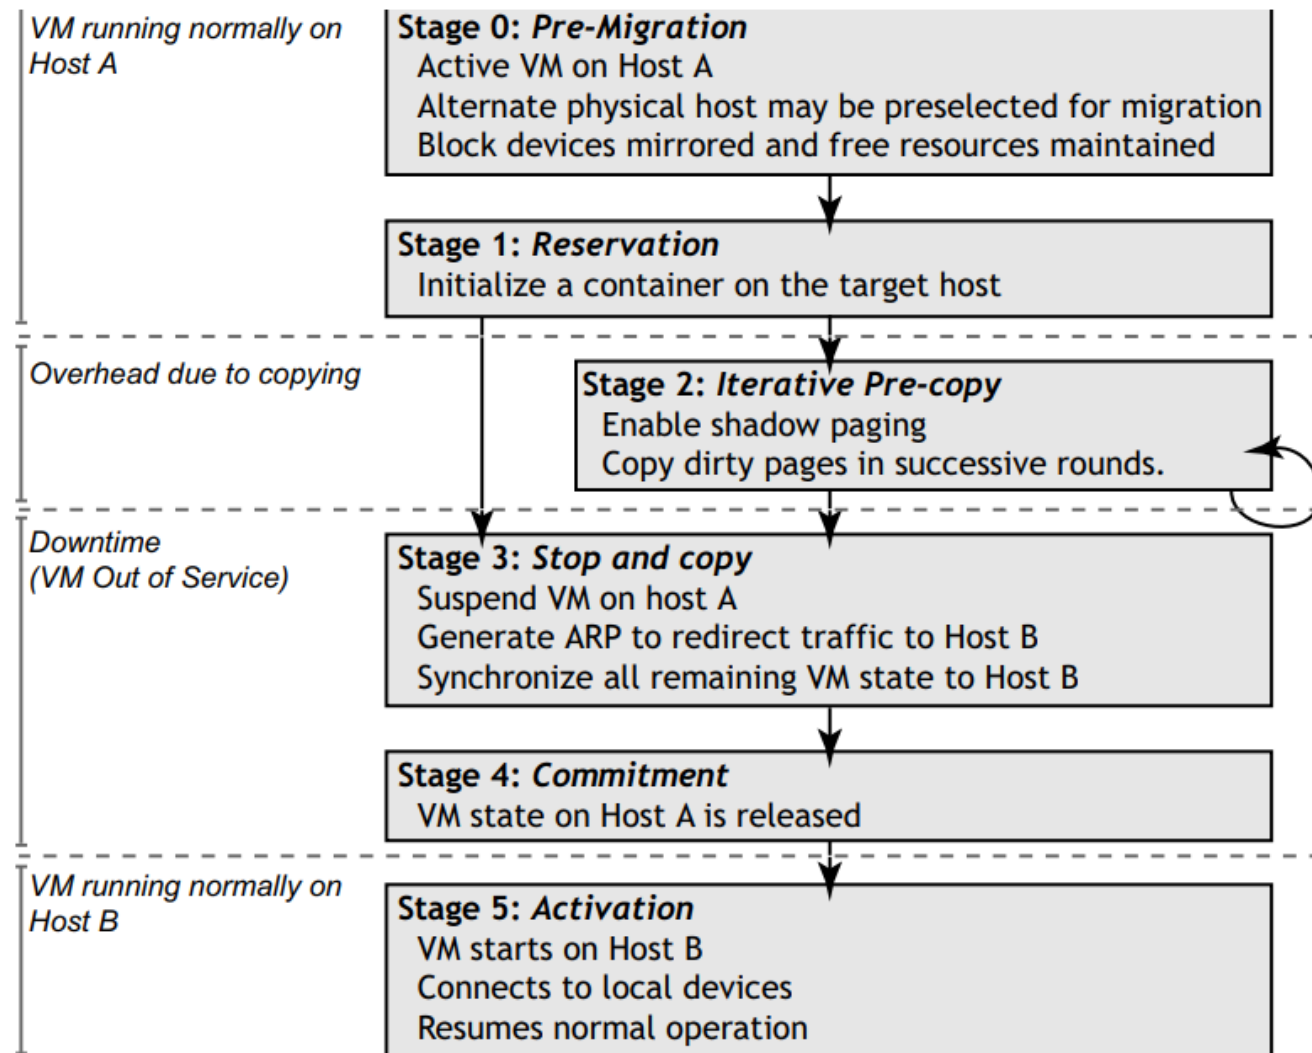 VM running normally on
Host A
Stage 0: Pre-Migration
Active VM on Host A
Alternate physical host may be preselected for migration
Block devices mirrored and free resources maintained
Stage 1: Reservation
Initialize a container on the target host
Overhead due to copying
Stage 2: Iterative Pre-copy
Enable shadow paging
Copy dirty pages in successive rounds.
Downtime
(VM Out of Service)
Stage 3: Stop and copy
Suspend VM on host A
Generate ARP to redirect traffic to Host B
Synchronize all remaining VM state to Host B
Stage 4: Commitment
VM state on Host A is released
VM running normally on
Host B
Stage 5: Activation
VM starts on Host B
Connects to local devices
Resumes normal operation